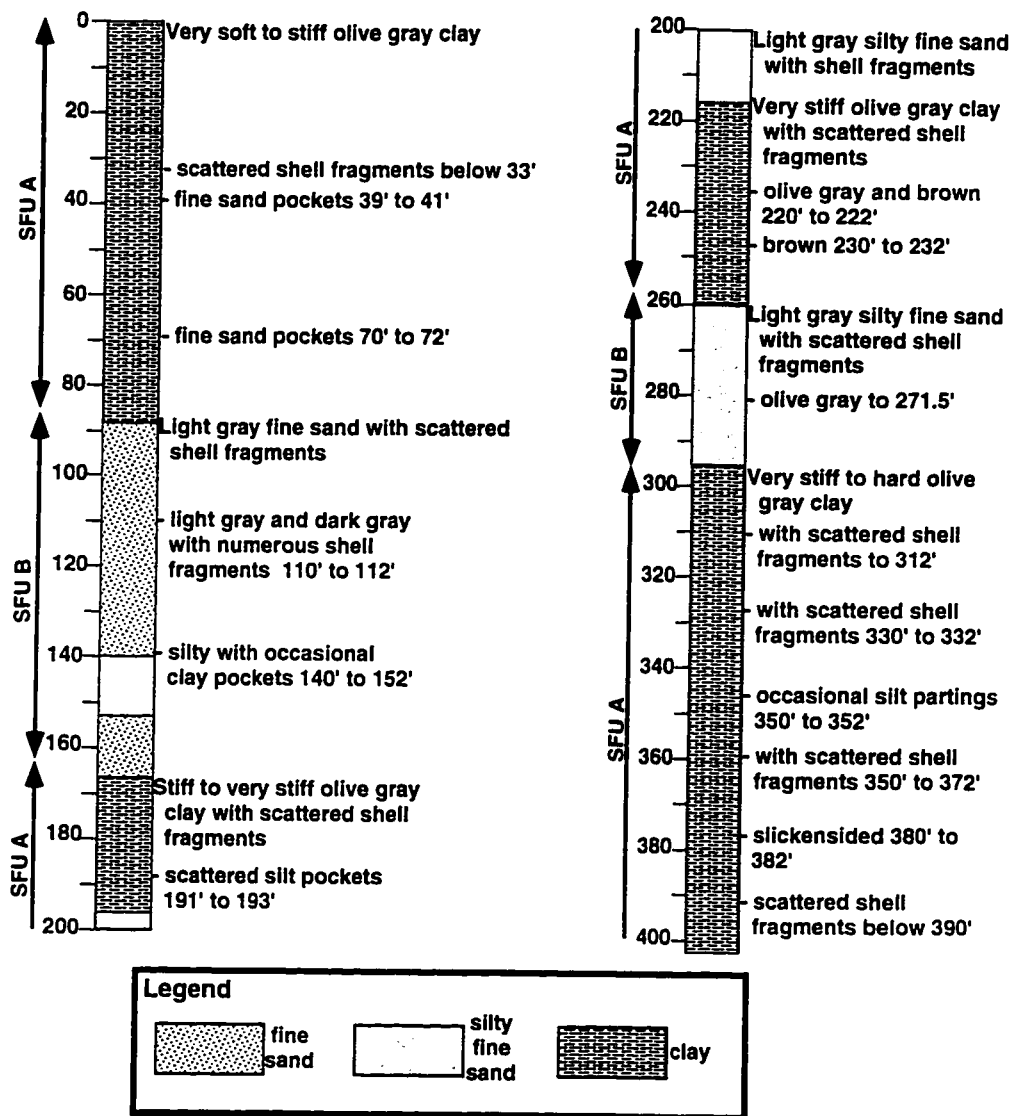 0
Very soft to stiff olive gray clay
20
scattered shell fragments below 33'
40
fine sand pockets 39' to 41'
60
fine sand pockets 70' to 72'
80
Light gray fine sand with scattered
shell fragments
100
light gray and dark gray
with numerous shell
fragments 110' to 112'
120
140
silty with occasional
clay pockets 140' to 152'
160
Stiff to very stiff olive gray
clay with scattered shell
fragments
180
scattered silt pockets
191' to 193'
200
SFU A
SFU B
SFU A
200
Light gray silty fine sand
with shell fragments
220
Very stiff olive gray clay
with scattered shell
fragments
olive gray and brown
220' to 222'
240
brown 230' to 232'
260
Light gray silty fine sand
with scattered shell
fragments
280
olive gray to 271.5'
300
Very stiff to hard olive
gray clay
with scattered shell
fragments to 312'
320
with scattered shell
fragments 330' to 332'
340
occasional silt partings
350' to 352'
360
with scattered shell
fragments 350' to 372'
380
slickensided 380' to
382'
scattered shell
fragments below 390'
400
SFU A
SFU B
SFU A
Legend
fine
sand
silty
fine
sand
clay